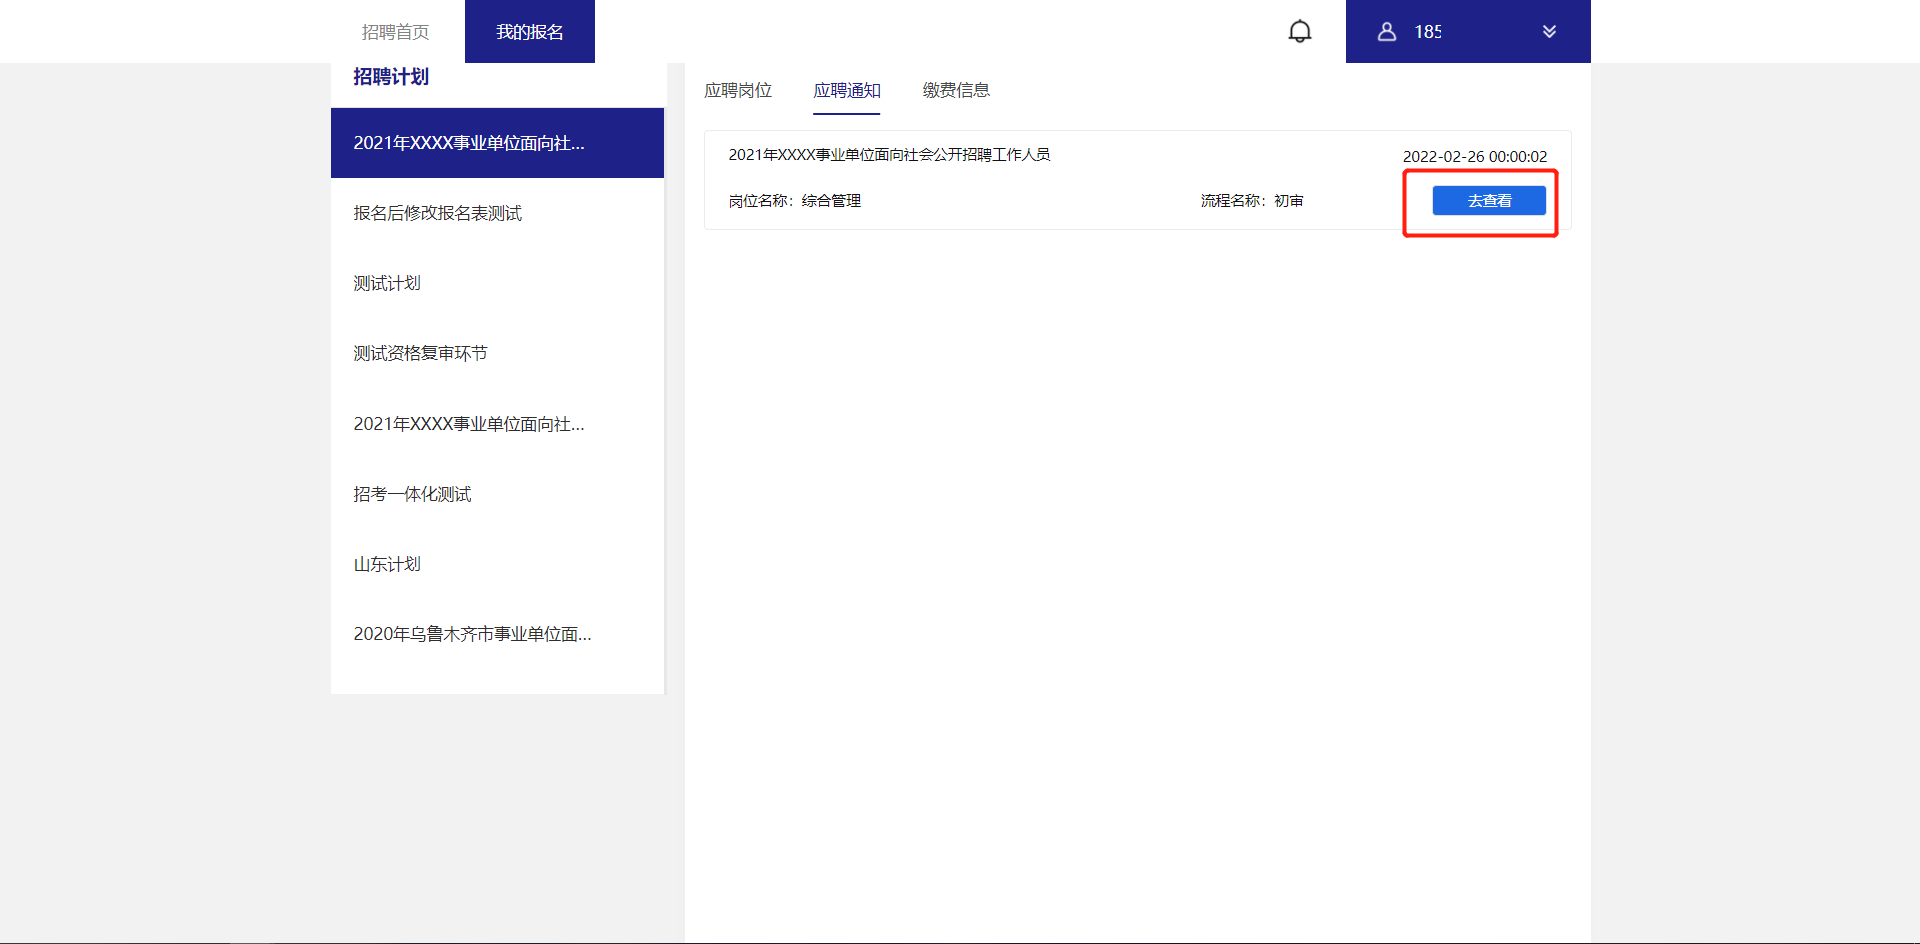 招聘首页
我的报名
185
招聘计划
2021年XXXX事业单位面向社...
报名后修改报名表测试
测试计划
测试资格复审环节
2021年XXXX事业单位面向社...
招考一体化测试
山东计划
2020年乌鲁木齐市事业单位面...
应聘岗位
应聘通知
缴费信息
2021年XXXX事业单位面向社会公开招聘工作人员
2022-02-26 00:00:02
岗位名称：综合管理
流程名称：初审
去查看